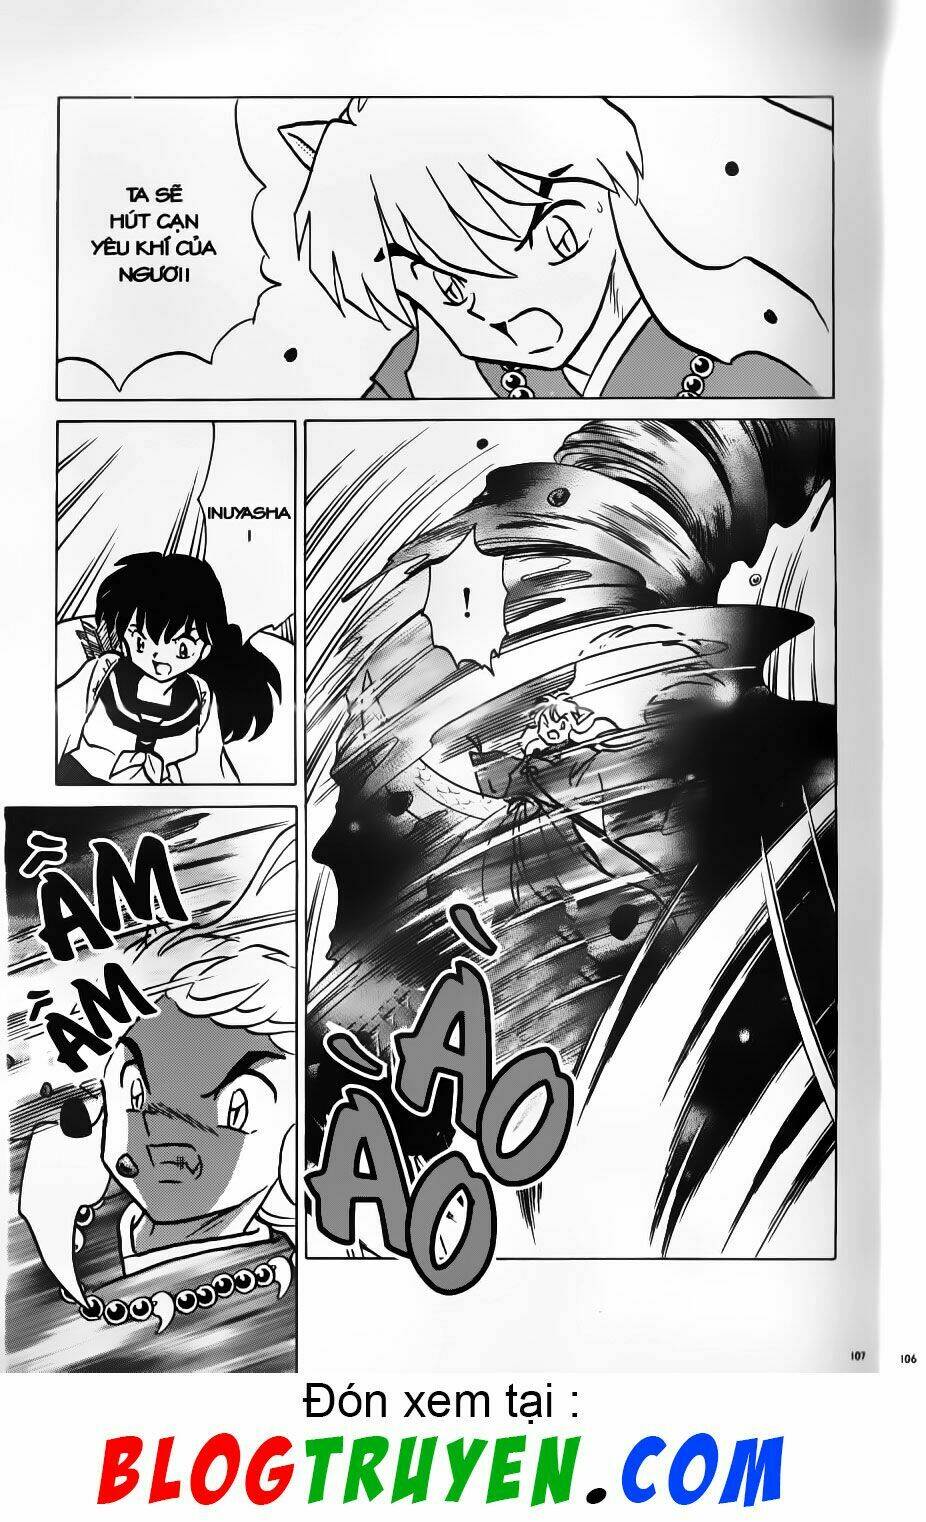 TA SẼ
HÚT CẠN
YÊU KHÍ CỦA
NGƯƠI!
INUYASHA
!
!
ẦM
ẦM
ÀO
ÀO
107
106
Đón xem tại :
BLOGTRUYEN.COM